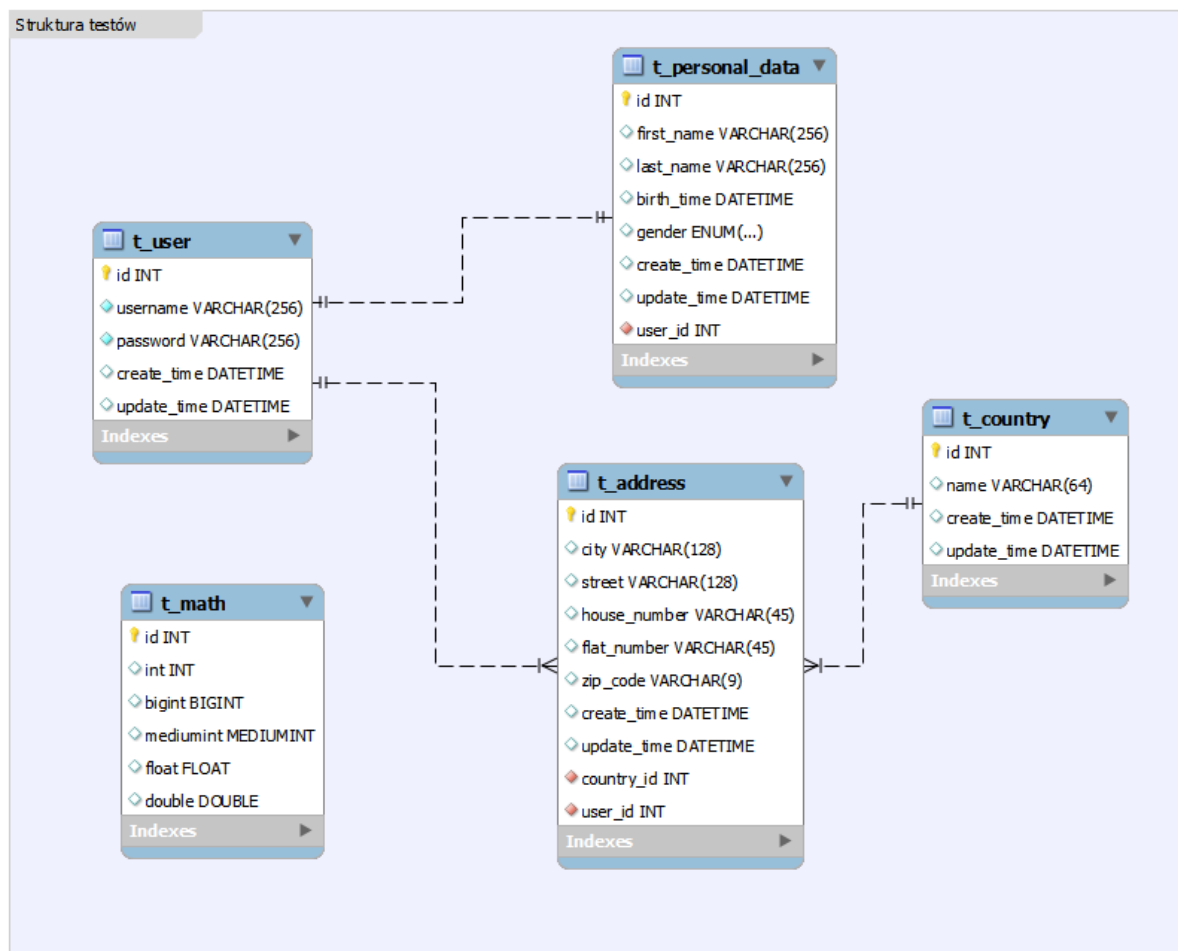 Struktura testów
t_personal_data
id INT
first_name VARCHAR(256)
last_name VARCHAR(256)
birth_time DATETIME
gender ENUM(...)
create_time DATETIME
update_time DATETIME
user_id INT
Indexes
t_user
id INT
username VARCHAR(256)
password VARCHAR(256)
create_time DATETIME
update_time DATETIME
Indexes
t_country
id INT
name VARCHAR(64)
create_time DATETIME
update_time DATETIME
Indexes
t_address
id INT
city VARCHAR(128)
street VARCHAR(128)
house_number VARCHAR(45)
flat_number VARCHAR(45)
zip_code VARCHAR(9)
create_time DATETIME
update_time DATETIME
country_id INT
user_id INT
Indexes
t_math
id INT
int INT
bigint BIGINT
mediumint MEDIUMINT
float FLOAT
double DOUBLE
Indexes